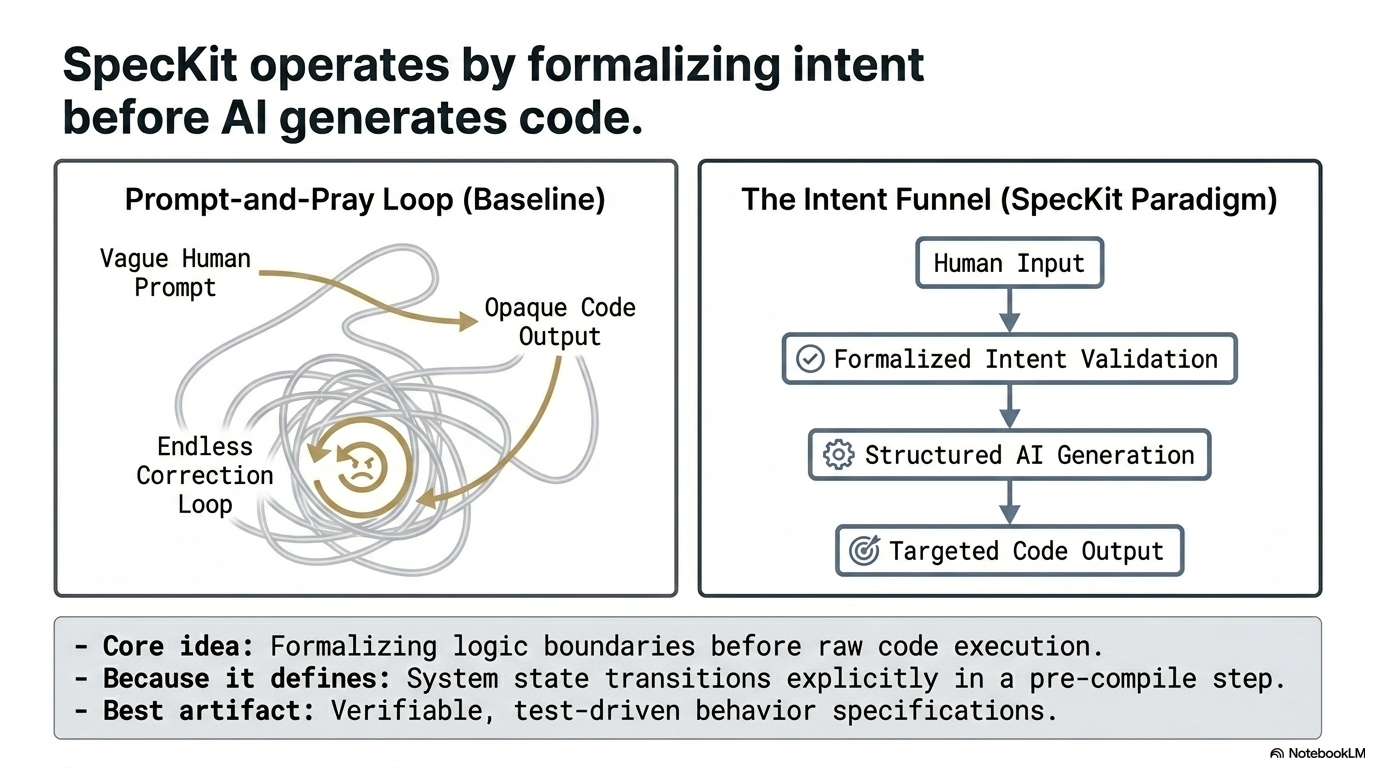 SpecKit operates by formalizing intent
before AI generates code.
Prompt-and-Pray Loop (Baseline)
Vague Human
Prompt
Opaque Code
Output
Endless
Correction
Loop
The Intent Funnel (SpecKit Paradigm)
Human Input
Formalized Intent Validation
Structured AI Generation
Targeted Code Output
- Core idea: Formalizing logic boundaries before raw code execution.
- Because it defines: System state transitions explicitly in a pre-compile step.
- Best artifact: Verifiable, test-driven behavior specifications.
NotebookLM